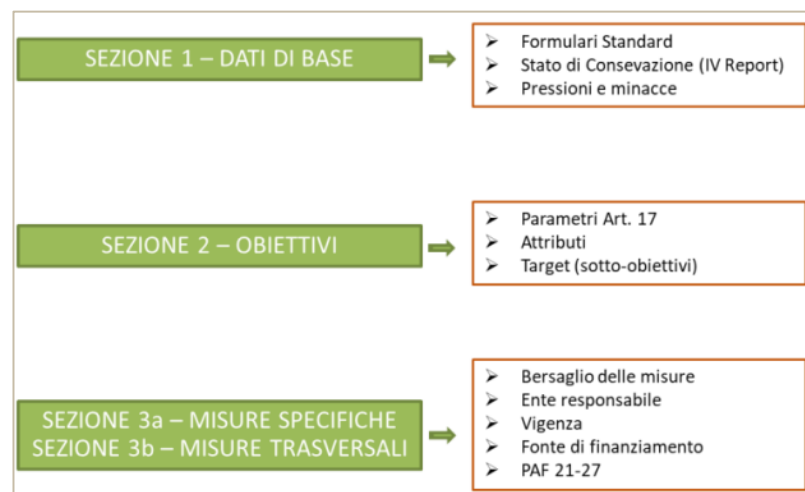 SEZIONE 1 – DATI DI BASE
Formulari Standard
Stato di Consevazione (IV Report)
Pressioni e minacce
SEZIONE 2 – OBIETTIVI
Parametri Art. 17
Attributi
Target (sotto-obiettivi)
SEZIONE 3a – MISURE SPECIFICHE
SEZIONE 3b – MISURE TRASVERSALI
Bersaglio delle misure
Ente responsabile
Vigenza
Fonte di finanziamento
PAF 21-27